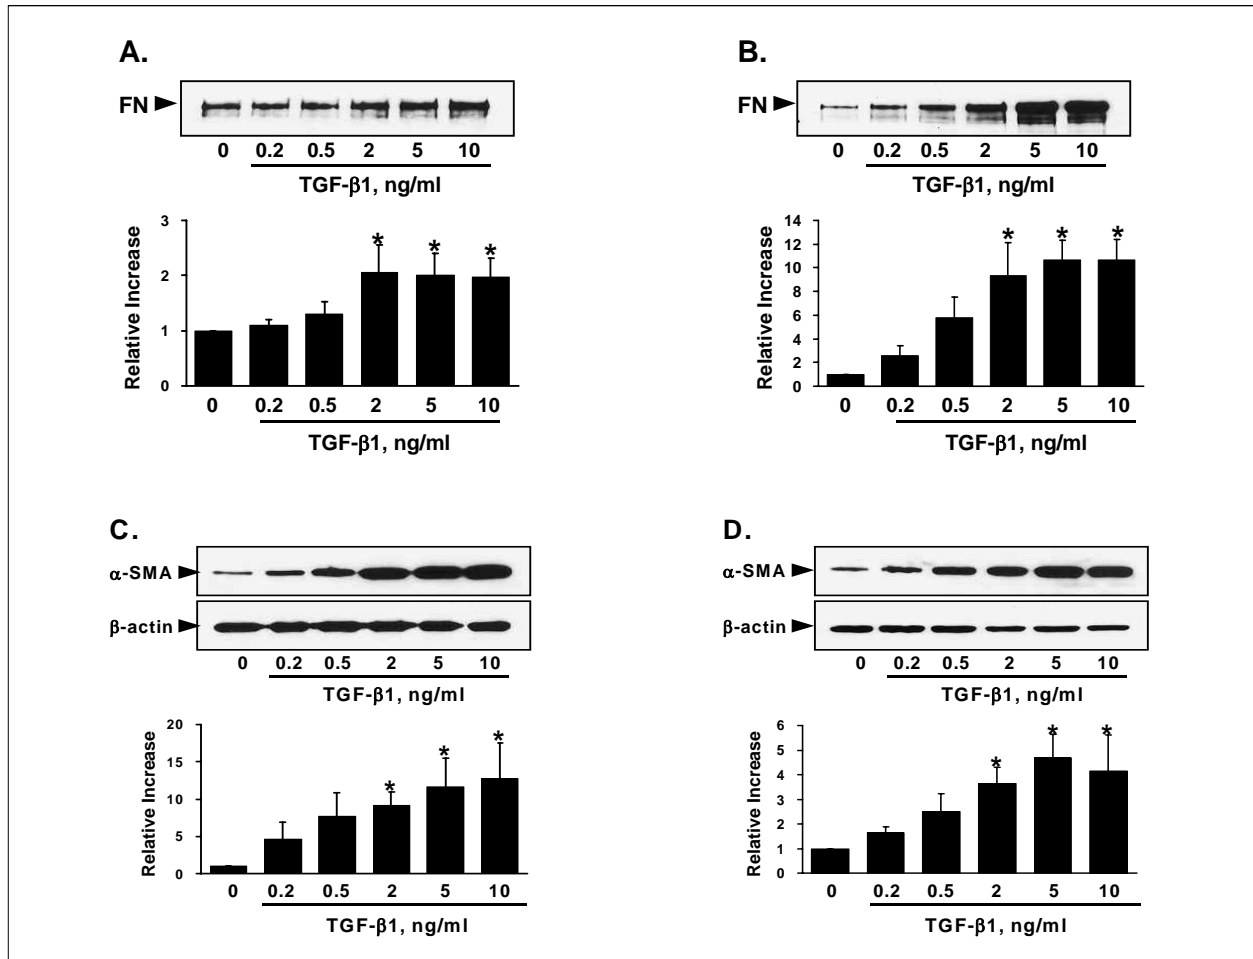 A.
FN
0 0.2 0.5 2 5 10
TGF-β1, ng/ml
Relative Increase
3
2
1
0
* * *
0 0.2 0.5 2 5 10
TGF-β1, ng/ml
B.
FN
0 0.2 0.5 2 5 10
TGF-β1, ng/ml
Relative Increase
14
12
10
8
6
4
2
0
* * *
0 0.2 0.5 2 5 10
TGF-β1, ng/ml
C.
α-SMA
β-actin
0 0.2 0.5 2 5 10
TGF-β1, ng/ml
Relative Increase
20
15
10
5
0
* * *
0 0.2 0.5 2 5 10
TGF-β1, ng/ml
D.
α-SMA
β-actin
0 0.2 0.5 2 5 10
TGF-β1, ng/ml
Relative Increase
6
5
4
3
2
1
0
* * *
0 0.2 0.5 2 5 10
TGF-β1, ng/ml